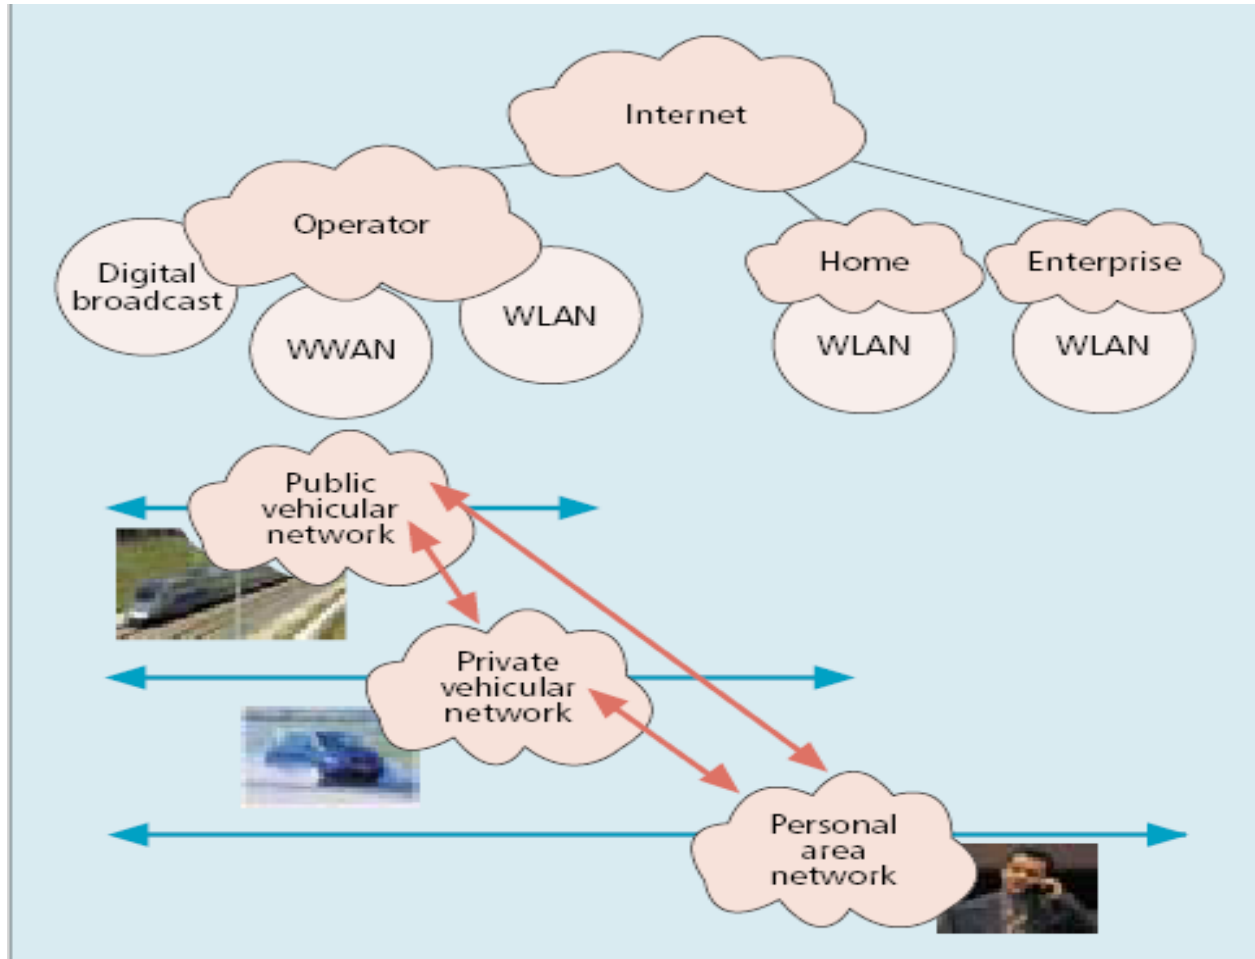 Internet
Operator
Digital
broadcast
WWAN
WLAN
Home
WLAN
Enterprise
WLAN
Public
vehicular
network
Private
vehicular
network
Personal
area
network